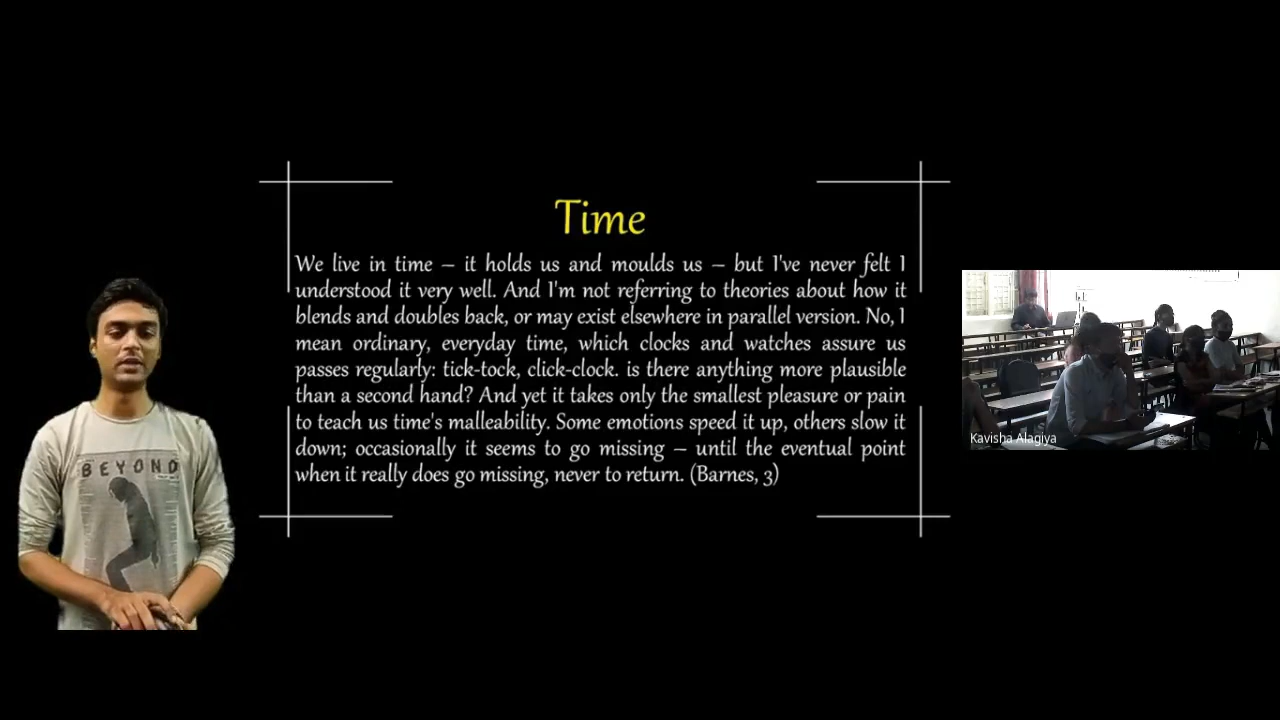 Time
We live in time – it holds us and moulds us – but I've never felt I
understood it very well. And I'm not referring to theories about how it
blends and doubles back, or may exist elsewhere in parallel version. No, I
mean ordinary, everyday time, which clocks and watches assure us
passes regularly: tick-tock, click-clock. is there anything more plausible
than a second hand? And yet it takes only the smallest pleasure or pain
to teach us time's malleability. Some emotions speed it up, others slow it
down; occasionally it seems to go missing – until the eventual point
when it really does go missing, never to return. (Barnes, 3)
BEYOND
Kavisha Alagiya